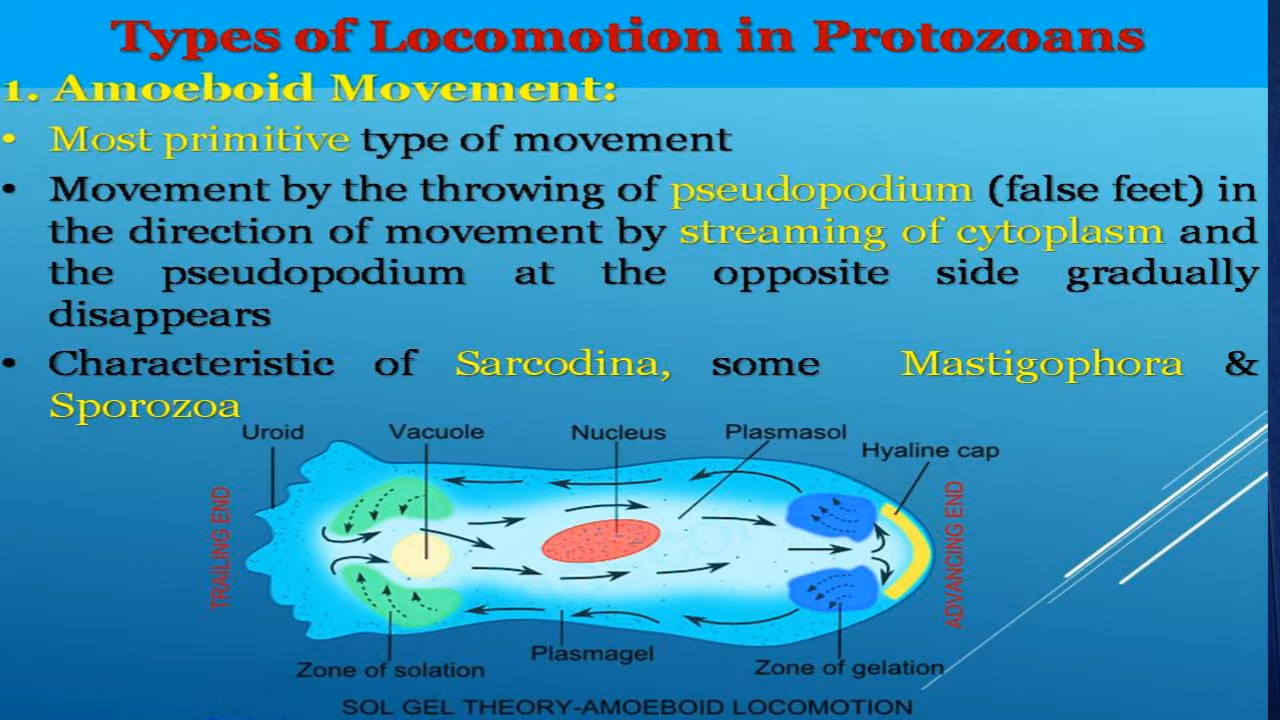 Types of Locomotion in Protozoans
1. Amoeboid Movement:
• Most primitive type of movement
• Movement by the throwing of pseudopodium (false feet) in
the direction of movement by streaming of cytoplasm and
the pseudopodium at the opposite side gradually
disappears
• Characteristic of Sarcodina, some Mastigophora &
Sporozoa
Uroid
Vacuole
Nucleus
Plasmasol
Hyaline cap
TRAILING END
ADVANCING END
Zone of solation
Plasmagel
Zone of gelation
SOL GEL THEORY-AMOEBOID LOCOMOTION